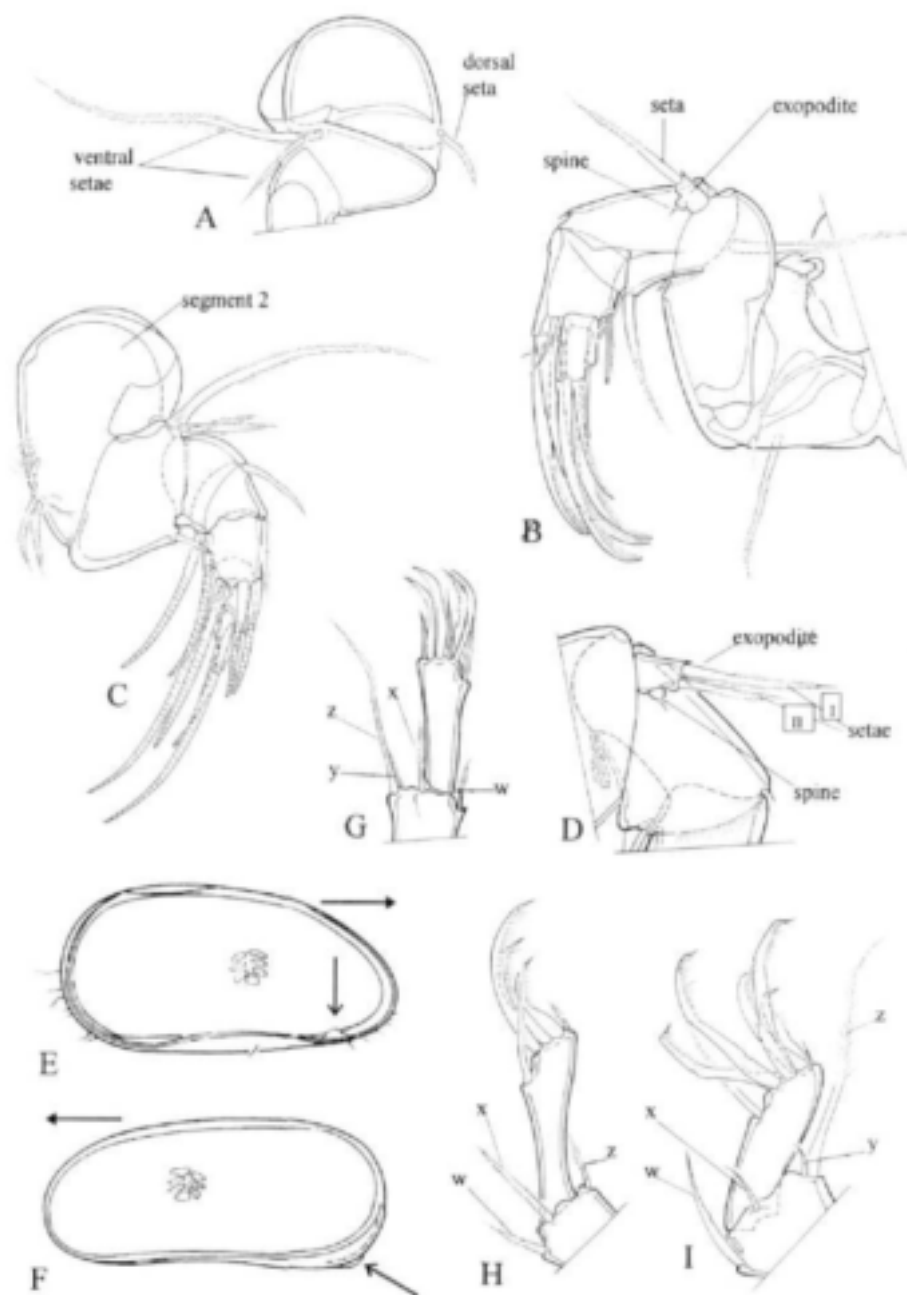 dorsal
seta
ventral
setae
A
seta
exopodite
spine
B
segment 2
C
exopodite
I
II
setae
spine
D
x
z
y
w
G
E
F
x
w
z
H
z
x
y
w
I